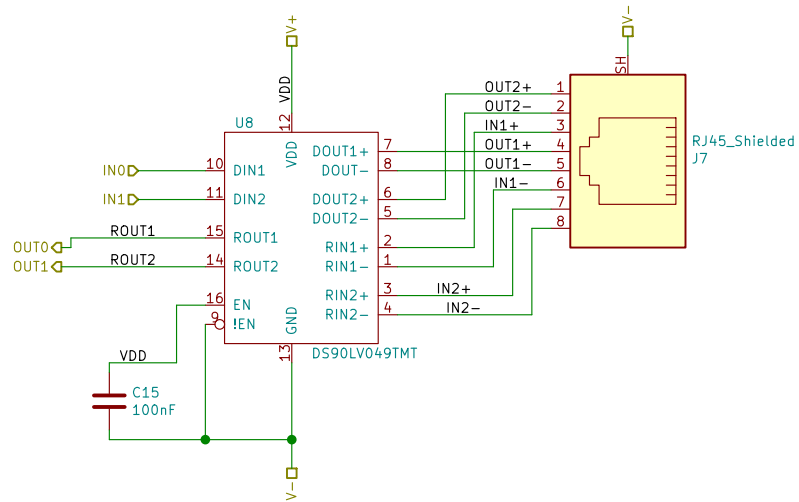 V+
V-
VDD
SH
U8
12
VDD
IN0
10
DIN1
IN1
11
DIN2
OUT0
ROUT1
15
ROUT1
OUT1
ROUT2
14
ROUT2
16
EN
9
!EN
GND
13
DS90LV049TMT
DOUT1+
7
DOUT-
8
DOUT2+
6
DOUT2-
5
RIN1+
2
RIN1-
1
RIN2+
3
RIN2-
4
OUT2+
OUT2-
IN1+
OUT1+
OUT1-
IN1-
IN2+
IN2-
1
2
3
4
5
6
7
8
RJ45_Shielded
J7
VDD
C15
100nF
V-